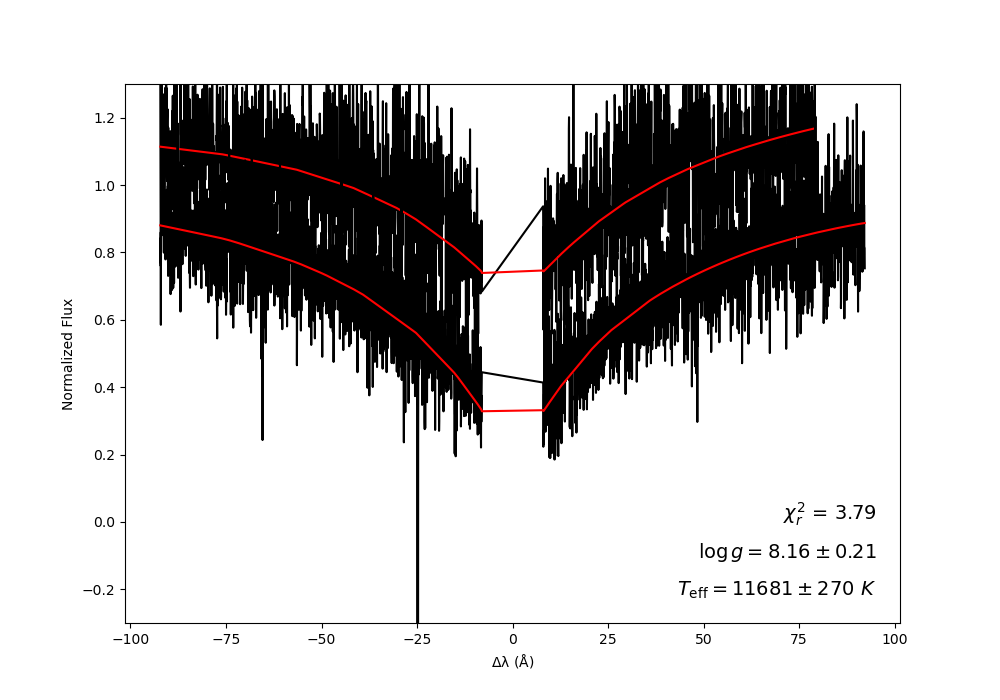 1.2
1.0
0.8
0.6
0.4
0.2
0.0
−0.2
Normalized Flux
χ²ᵣ = 3.79
log g = 8.16 ± 0.21
T_eff = 11681 ± 270 K
−100 −75 −50 −25 0 25 50 75 100
Δλ (Å)